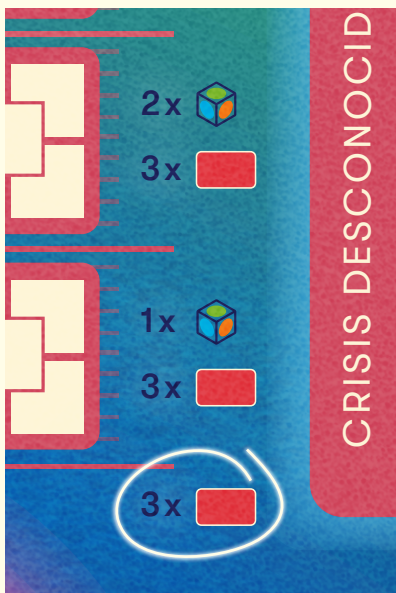 2x
3x
1x
3x
3x
CRISIS DESCONOCID